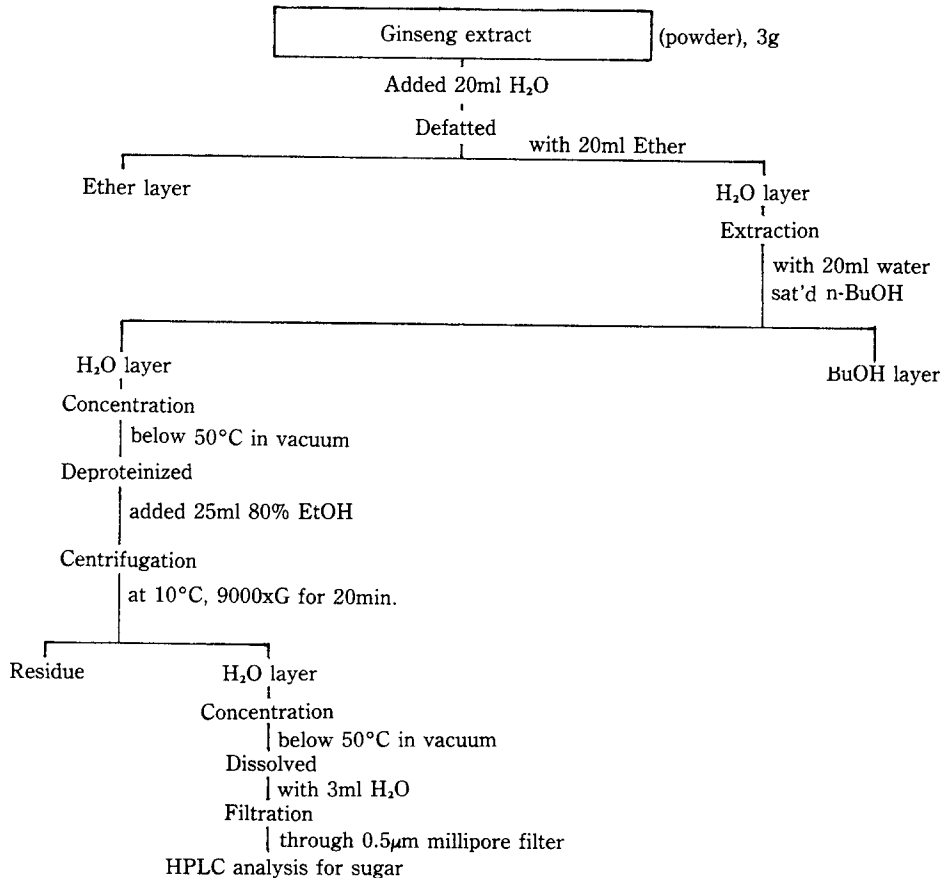 Ginseng extract (powder), 3g
Added 20ml H₂O
Defatted
with 20ml Ether
Ether layer
H₂O layer
Extraction
with 20ml water
sat'd n-BuOH
H₂O layer
BuOH layer
Concentration
below 50°C in vacuum
Deproteinized
added 25ml 80% EtOH
Centrifugation
at 10°C, 9000xG for 20min.
Residue
H₂O layer
Concentration
below 50°C in vacuum
Dissolved
with 3ml H₂O
Filtration
through 0.5μm millipore filter
HPLC analysis for sugar